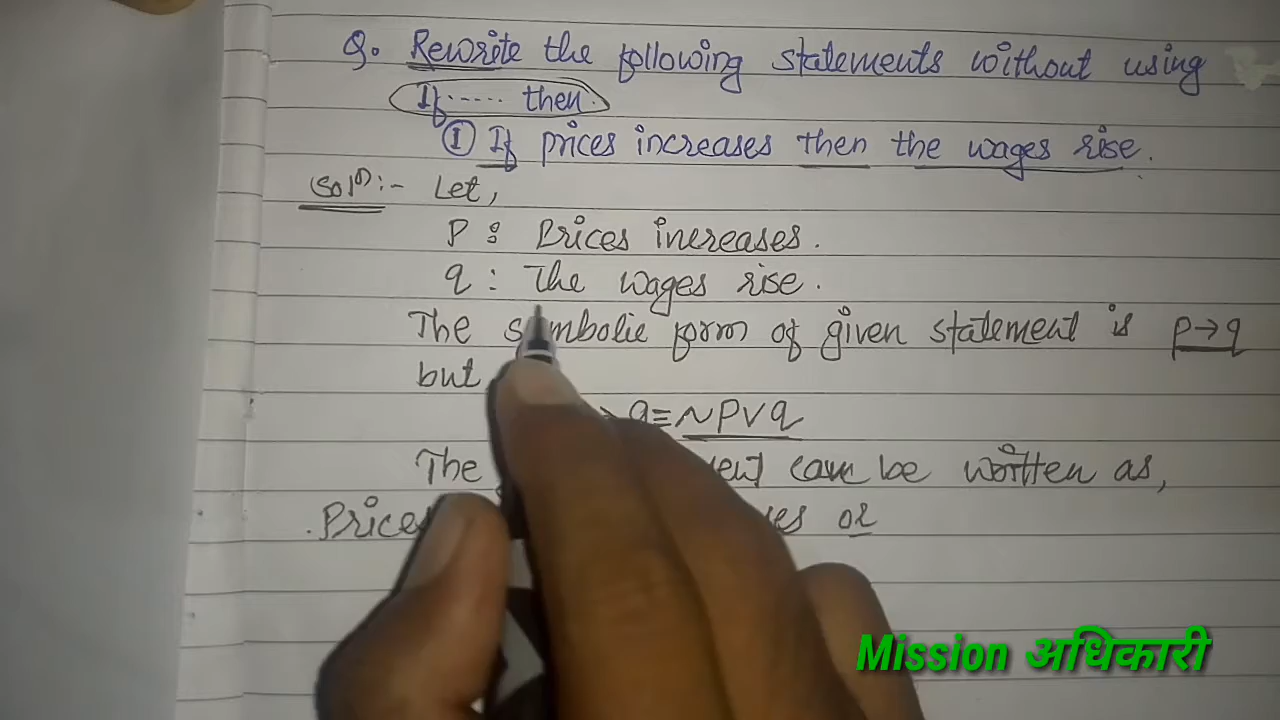 Q. Rewrite the following statements without using
If ...... then.
① If prices increases then the wages rise.
Solⁿ:- Let,
P : Prices increases.
q : The wages rise.
The symbolic form of given statement is p→q
but
q ≡ ~P∨q
The can be written as,
Prices or
Mission अधिकारी